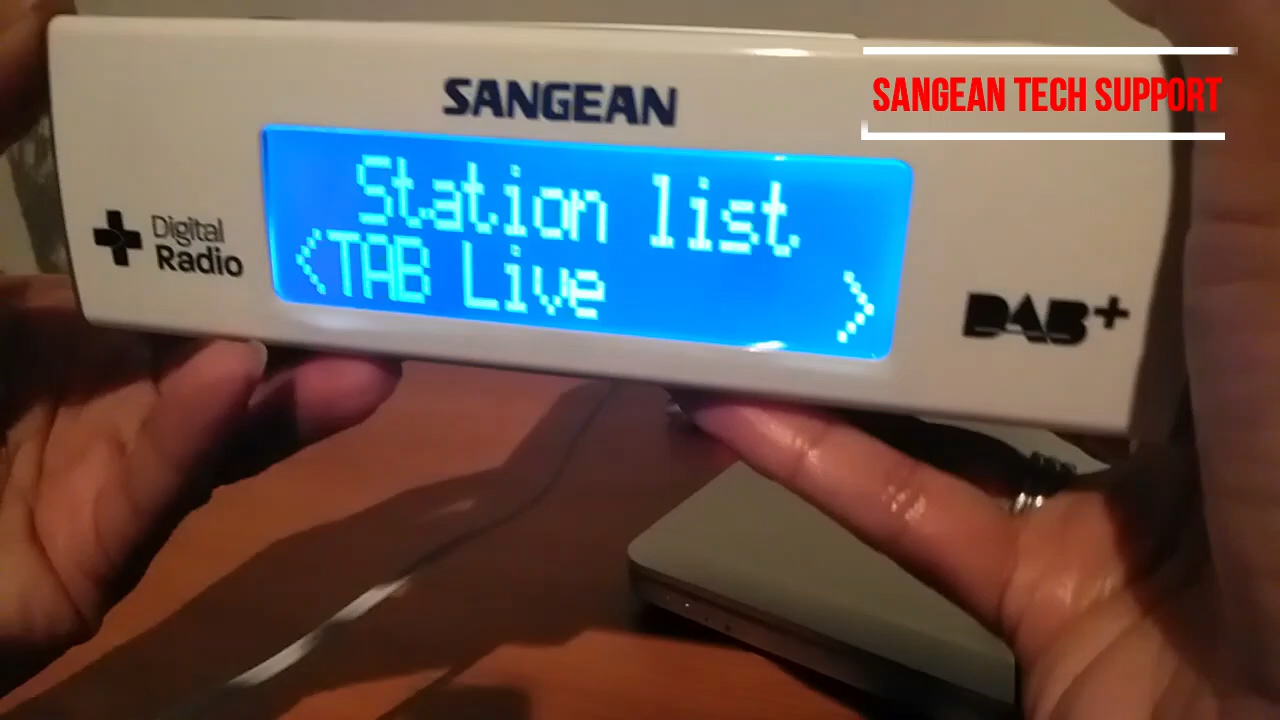 SANGEAN
SANGEAN TECH SUPPORT
Station list
<TAB Live >
Digital
Radio
DAB+